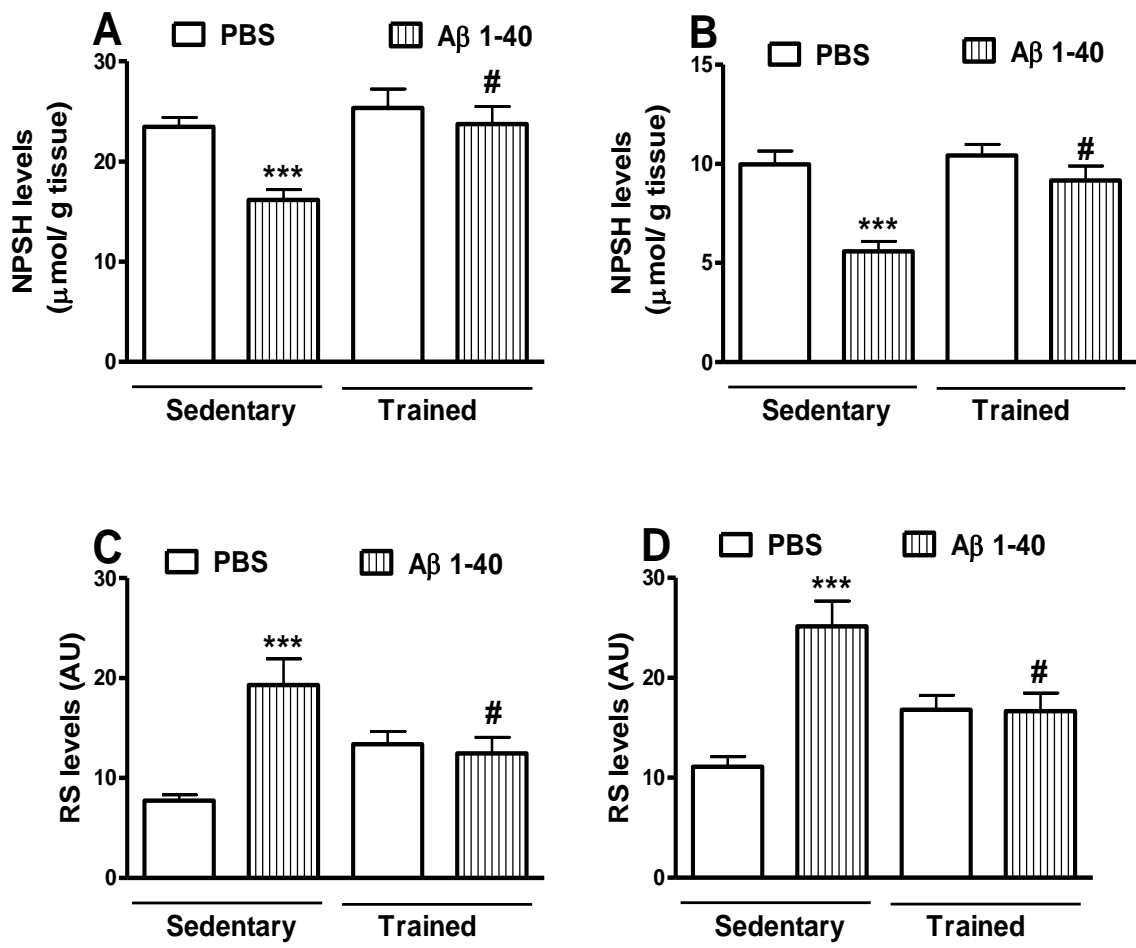 A
PBS
Aβ 1-40
NPSH levels
(μmol/ g tissue)
30
20
10
0
***
#
Sedentary
Trained
B
PBS
Aβ 1-40
NPSH levels
(μmol/ g tissue)
15
10
5
0
***
#
Sedentary
Trained
C
PBS
Aβ 1-40
RS levels (AU)
30
20
10
0
***
#
Sedentary
Trained
D
PBS
Aβ 1-40
RS levels (AU)
30
20
10
0
***
#
Sedentary
Trained